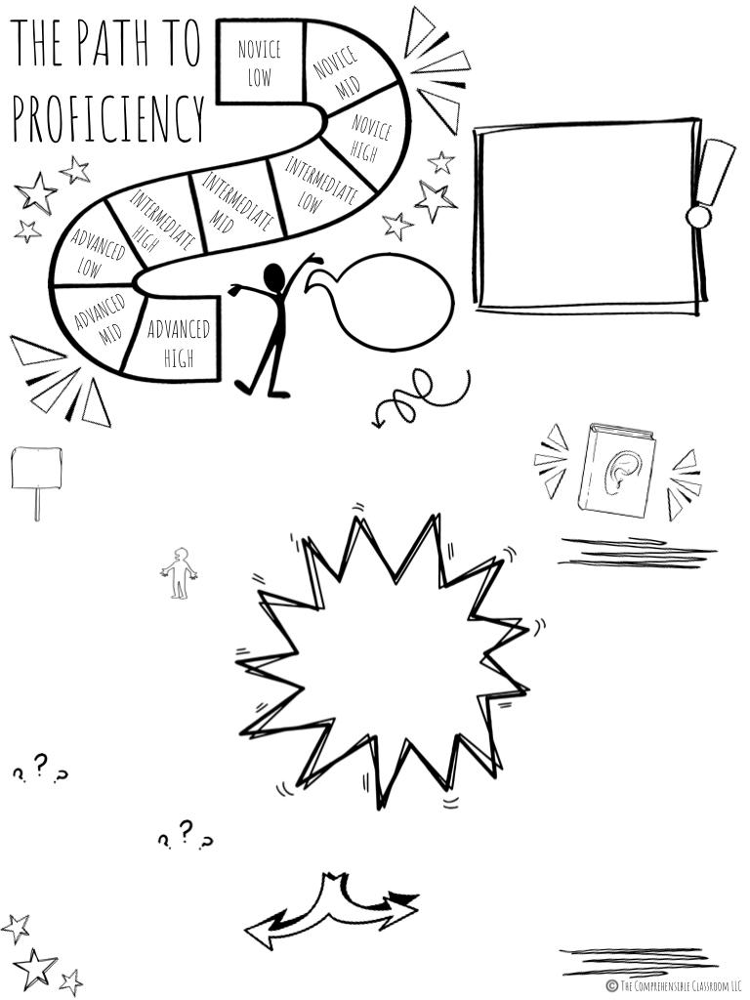 THE PATH TO
PROFICIENCY
NOVICE
LOW
NOVICE
MID
NOVICE
HIGH
INTERMEDIATE
LOW
INTERMEDIATE
MID
INTERMEDIATE
HIGH
ADVANCED
LOW
ADVANCED
MID
ADVANCED
HIGH
? ? ?
? ? ?
© THE COMPREHENSIBLE CLASSROOM LLC